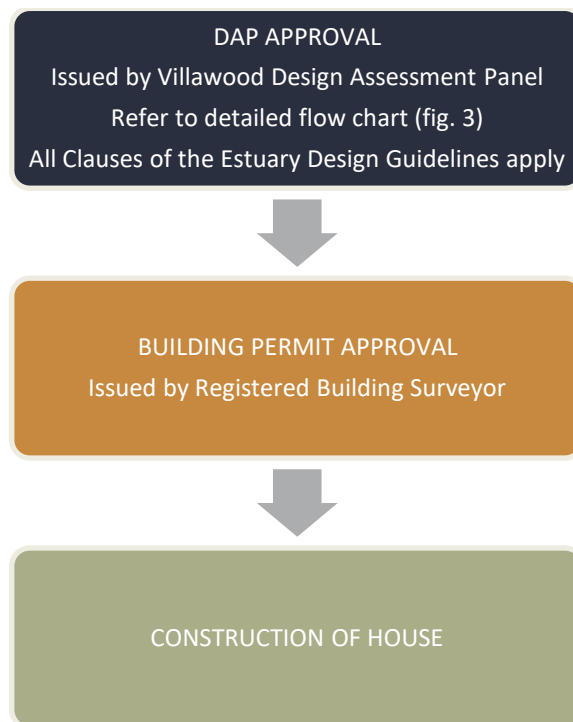 DAP APPROVAL
Issued by Villawood Design Assessment Panel
Refer to detailed flow chart (fig. 3)
All Clauses of the Estuary Design Guidelines apply
BUILDING PERMIT APPROVAL
Issued by Registered Building Surveyor
CONSTRUCTION OF HOUSE